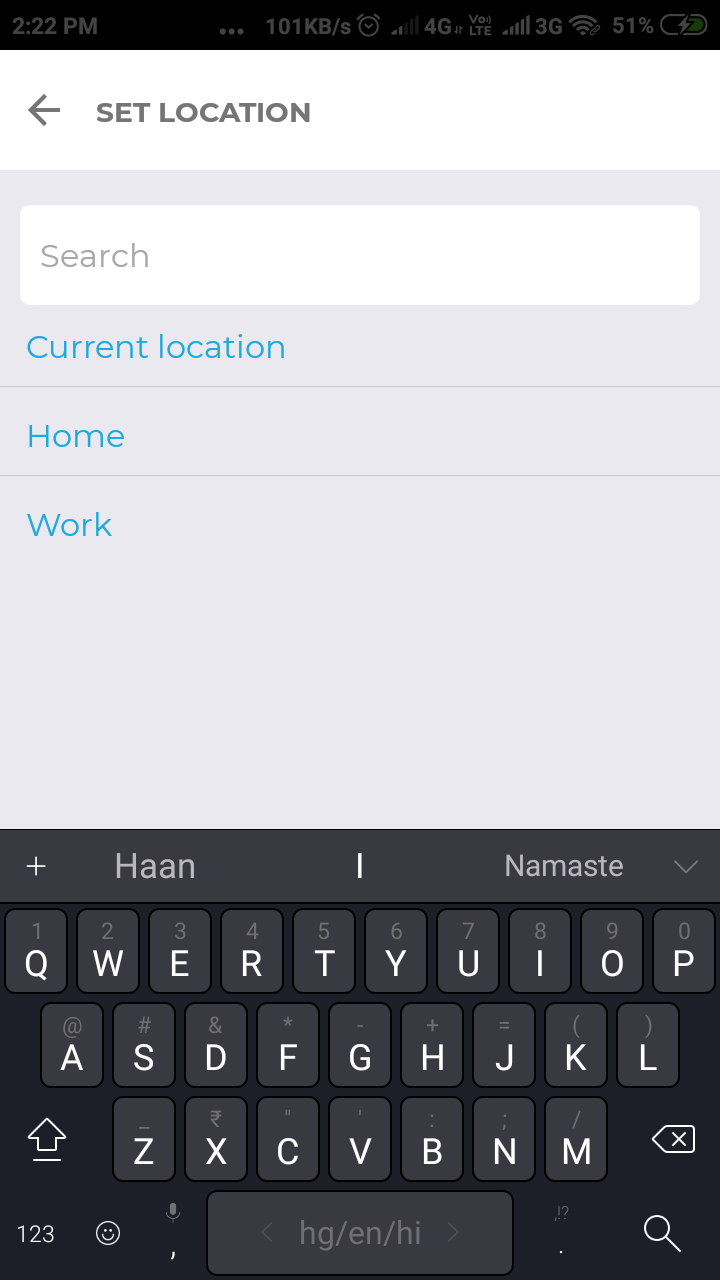 2:22 PM ... 101KB/s 4G Vo) LTE 3G 51%
SET LOCATION
Search
Current location
Home
Work
+ Haan I Namaste
1 2 3 4 5 6 7 8 9 0
Q W E R T Y U I O P
@ # & * - + = ( )
A S D F G H J K L
_ ₹ " ' : ; /
Z X C V B N M
123 , < hg/en/hi > ,!? .